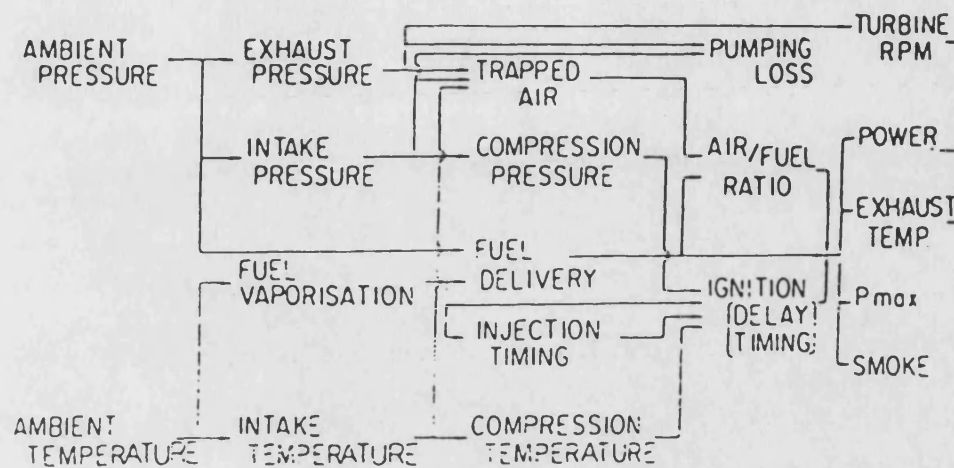 AMBIENT PRESSURE
EXHAUST PRESSURE
TRAPPED AIR
PUMPING LOSS
TURBINE RPM
INTAKE PRESSURE
COMPRESSION PRESSURE
AIR/FUEL RATIO
POWER
EXHAUST TEMP
FUEL VAPORISATION
FUEL DELIVERY
IGNITION
DELAY
TIMING
Pmax
INJECTION TIMING
SMOKE
AMBIENT TEMPERATURE
INTAKE TEMPERATURE
COMPRESSION TEMPERATURE